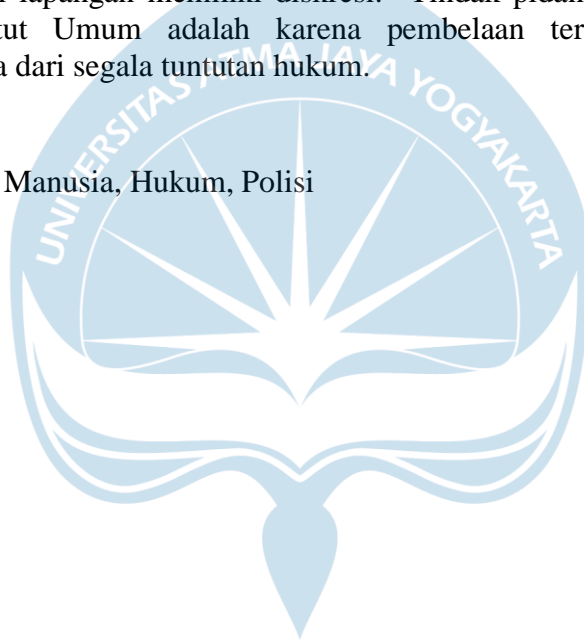 lapangan memiliki diskresi. Tindak pidan
tut Umum adalah karena pembelaan ter
a dari segala tuntutan hukum.
Manusia, Hukum, Polisi
UNIVERSITAS ATMA JAYA YOGYAKARTA